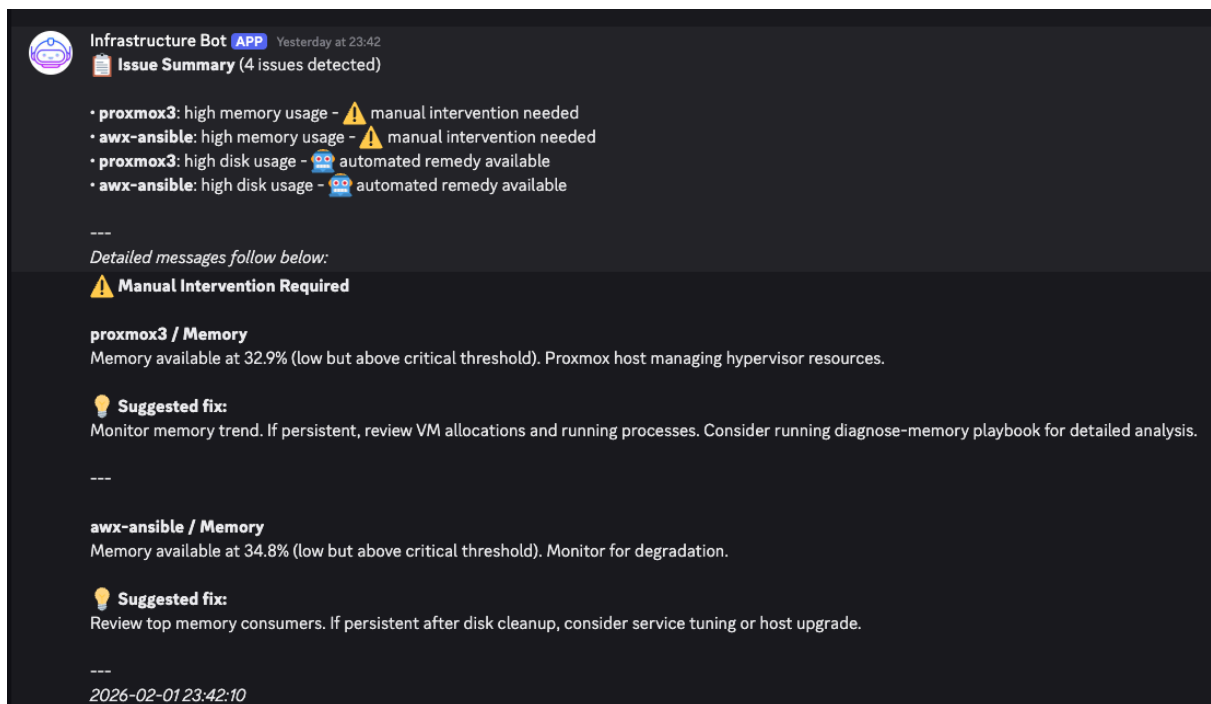 Infrastructure Bot APP Yesterday at 23:42
📋 Issue Summary (4 issues detected)
• proxmox3: high memory usage - ⚠️ manual intervention needed
• awx-ansible: high memory usage - ⚠️ manual intervention needed
• proxmox3: high disk usage - 🤖 automated remedy available
• awx-ansible: high disk usage - 🤖 automated remedy available
---
Detailed messages follow below:
⚠️ Manual Intervention Required
proxmox3 / Memory
Memory available at 32.9% (low but above critical threshold). Proxmox host managing hypervisor resources.
💡 Suggested fix:
Monitor memory trend. If persistent, review VM allocations and running processes. Consider running diagnose-memory playbook for detailed analysis.
---
awx-ansible / Memory
Memory available at 34.8% (low but above critical threshold). Monitor for degradation.
💡 Suggested fix:
Review top memory consumers. If persistent after disk cleanup, consider service tuning or host upgrade.
---
2026-02-01 23:42:10